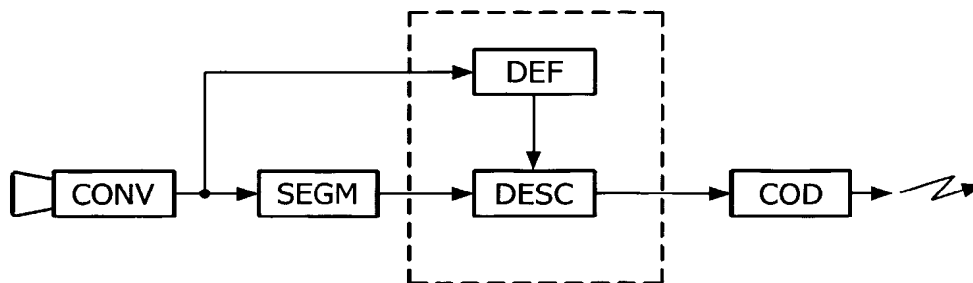 DEF
CONV
SEGM
DESC
COD